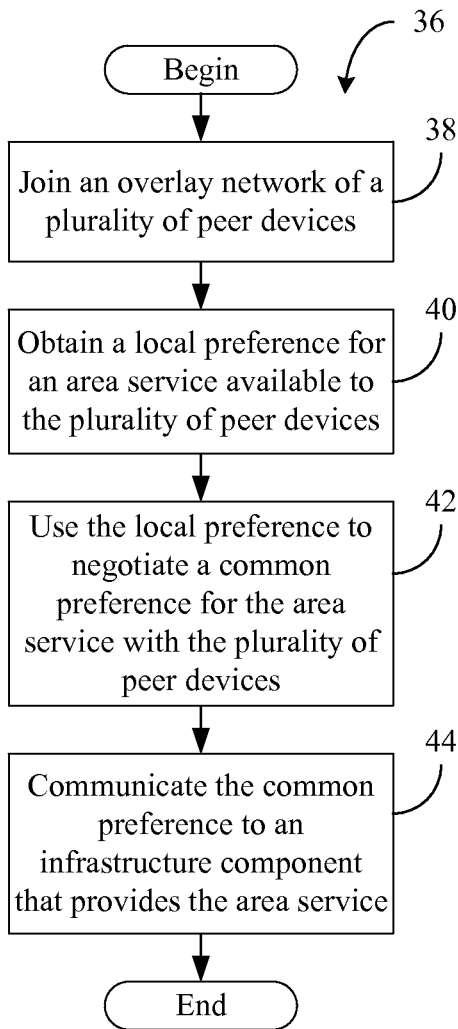 36
Begin
38
Join an overlay network of a
plurality of peer devices
40
Obtain a local preference for
an area service available to
the plurality of peer devices
42
Use the local preference to
negotiate a common
preference for the area
service with the plurality of
peer devices
44
Communicate the common
preference to an
infrastructure component
that provides the area service
End